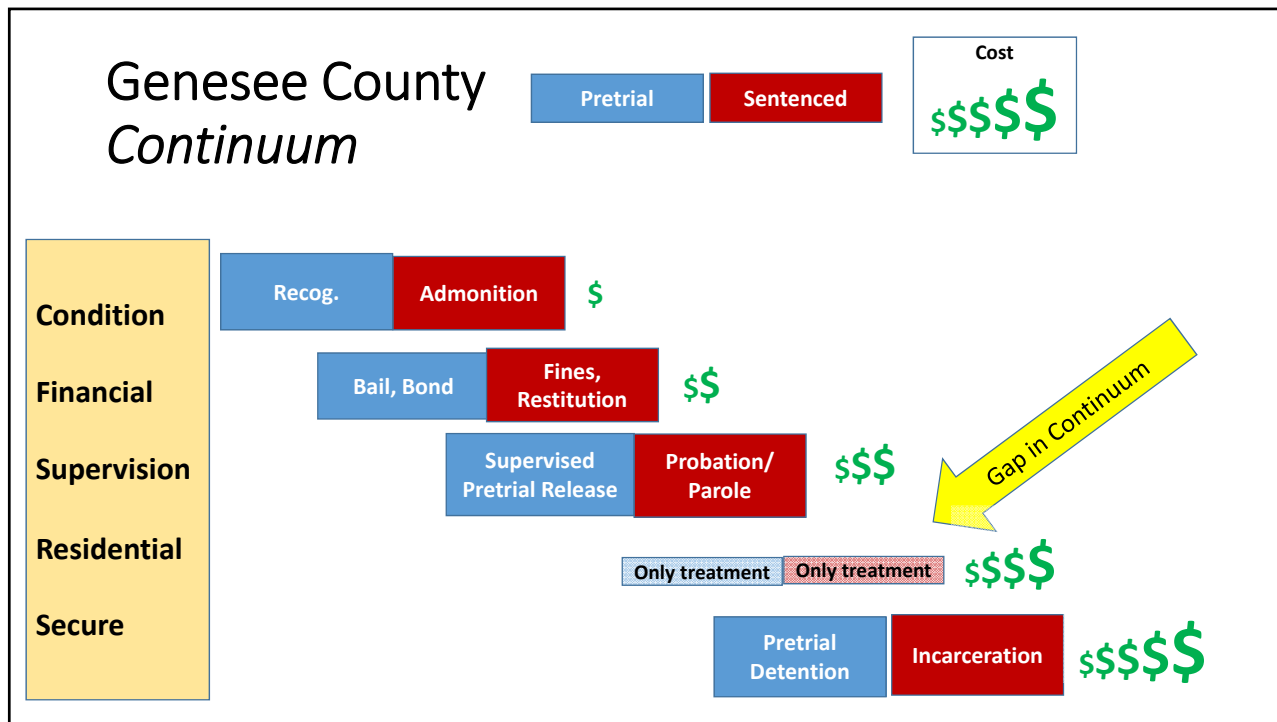 Genesee County
Continuum
Pretrial
Sentenced
Cost
$$$$$
Condition
Financial
Supervision
Residential
Secure
Recog.
Admonition
$
Bail, Bond
Fines,
Restitution
$$
Supervised
Pretrial Release
Probation/
Parole
$$$
Gap in Continuum
Only treatment
Only treatment
$$$$
Pretrial
Detention
Incarceration
$$$$$